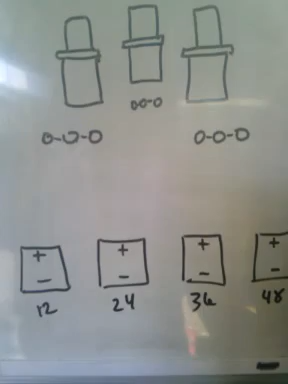 0-0-0
0-0-0 0-0-0
+ + + +
- - - -
12 24 36 48